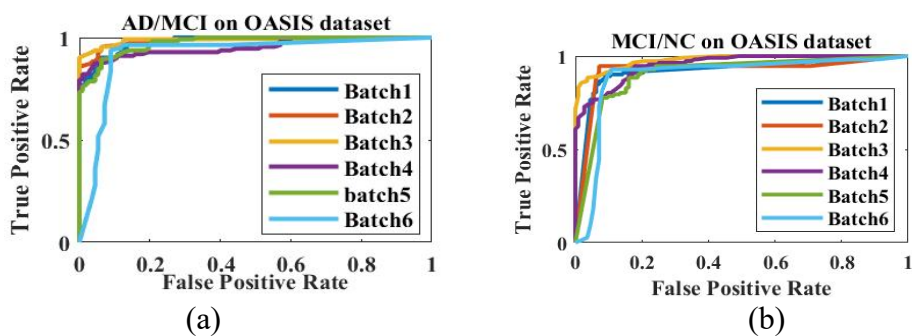 AD/MCI on OASIS dataset
True Positive Rate
1
0.5
0
Batch1
Batch2
Batch3
Batch4
batch5
Batch6
0 0.2 0.4 0.6 0.8 1
False Positive Rate
(a)
MCI/NC on OASIS dataset
True Positive Rate
1
0.5
0
Batch1
Batch2
Batch3
Batch4
Batch5
Batch6
0 0.2 0.4 0.6 0.8 1
False Positive Rate
(b)